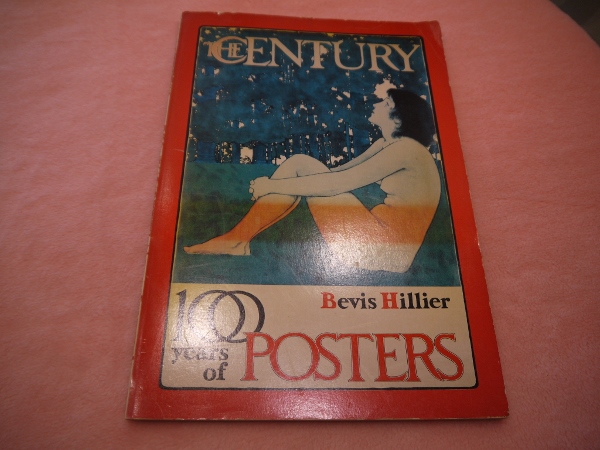 THE CENTURY
Bevis Hillier
100
years
of POSTERS